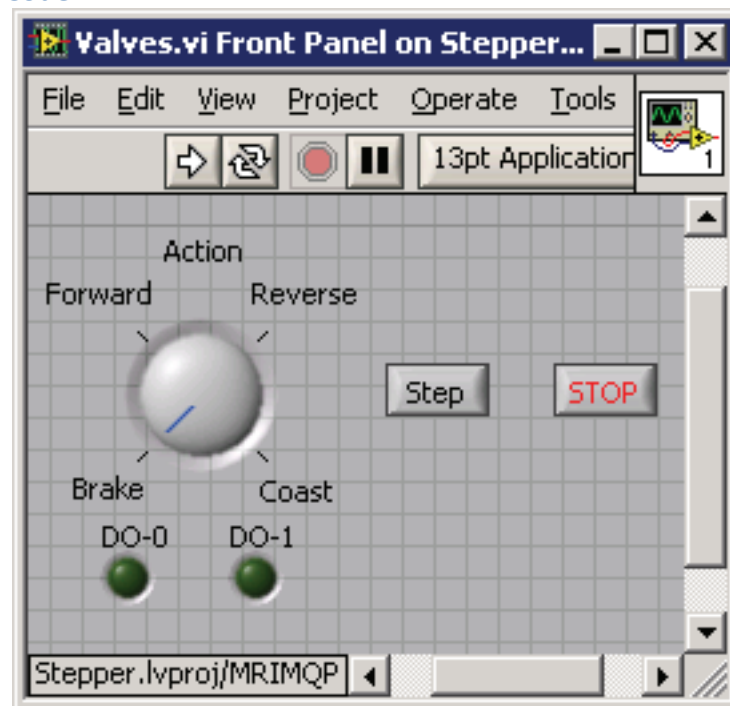 Valves.vi Front Panel on Stepper...
File Edit View Project Operate Tools
13pt Application
1
Action
Forward Reverse
Step STOP
Brake Coast
DO-0 DO-1
Stepper.lvproj/MRIMQP